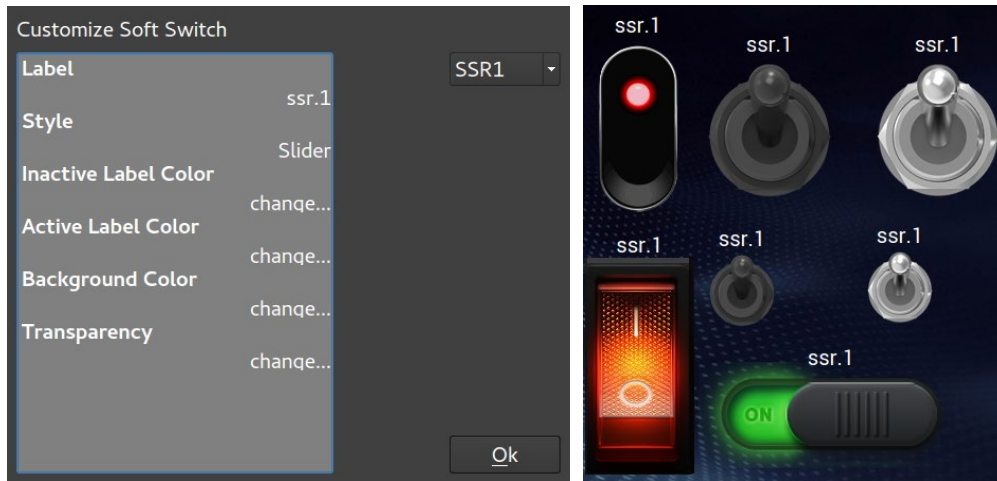 Customize Soft Switch
Label
SSR1
ssr.1
Style
Slider
Inactive Label Color
change...
Active Label Color
change...
Background Color
change...
Transparency
change...
Ok
ssr.1
ssr.1
ssr.1
ssr.1
ssr.1
ssr.1
ssr.1
ON